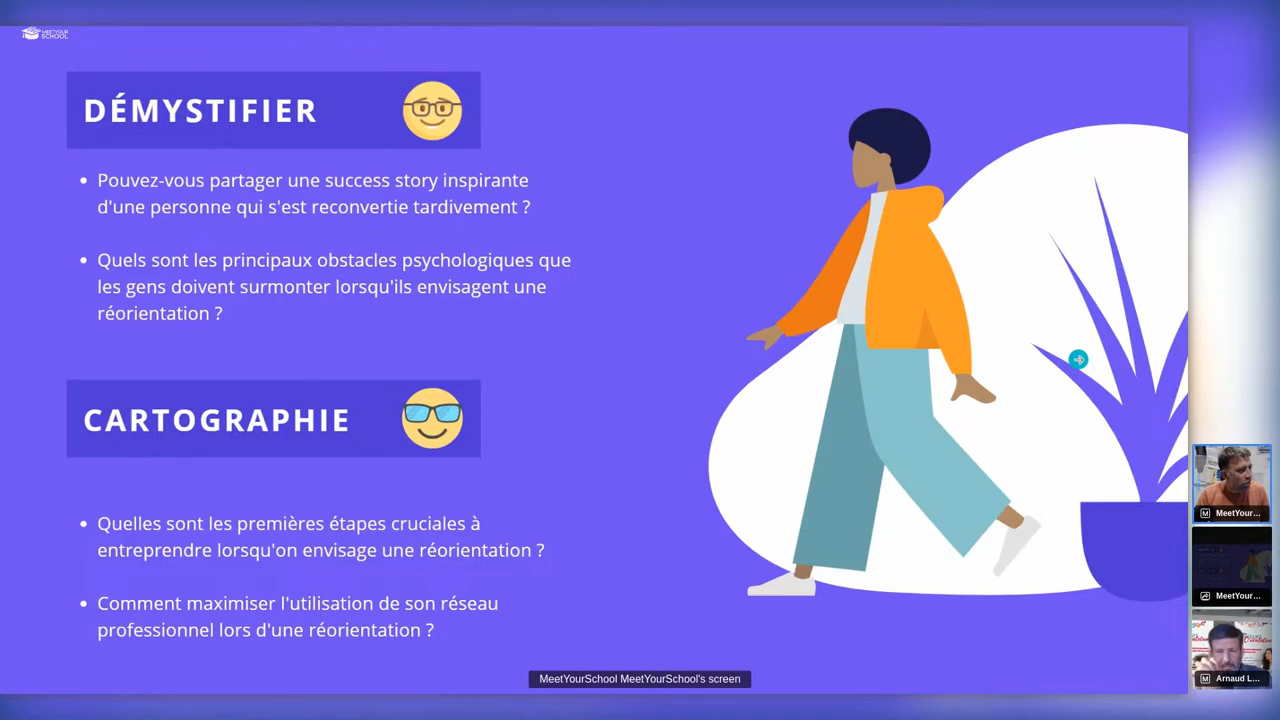 MEETYOUR
SCHOOL
DÉMYSTIFIER
• Pouvez-vous partager une success story inspirante
d'une personne qui s'est reconvertie tardivement ?
• Quels sont les principaux obstacles psychologiques que
les gens doivent surmonter lorsqu'ils envisagent une
réorientation ?
CARTOGRAPHIE
• Quelles sont les premières étapes cruciales à
entreprendre lorsqu'on envisage une réorientation ?
• Comment maximiser l'utilisation de son réseau
professionnel lors d'une réorientation ?
MeetYourSchool MeetYourSchool's screen
MeetYour...
MeetYour...
Arnaud L...